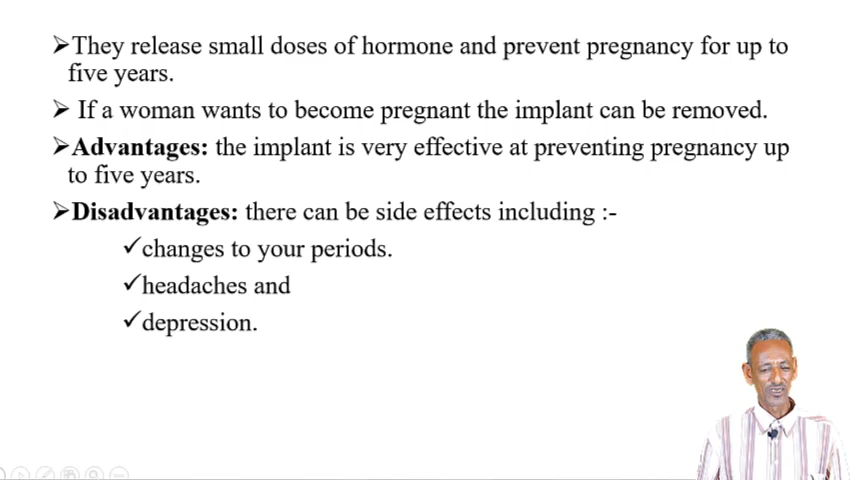 ➢They release small doses of hormone and prevent pregnancy for up to
five years.
➢ If a woman wants to become pregnant the implant can be removed.
➢Advantages: the implant is very effective at preventing pregnancy up
to five years.
➢Disadvantages: there can be side effects including :-
✓changes to your periods.
✓headaches and
✓depression.